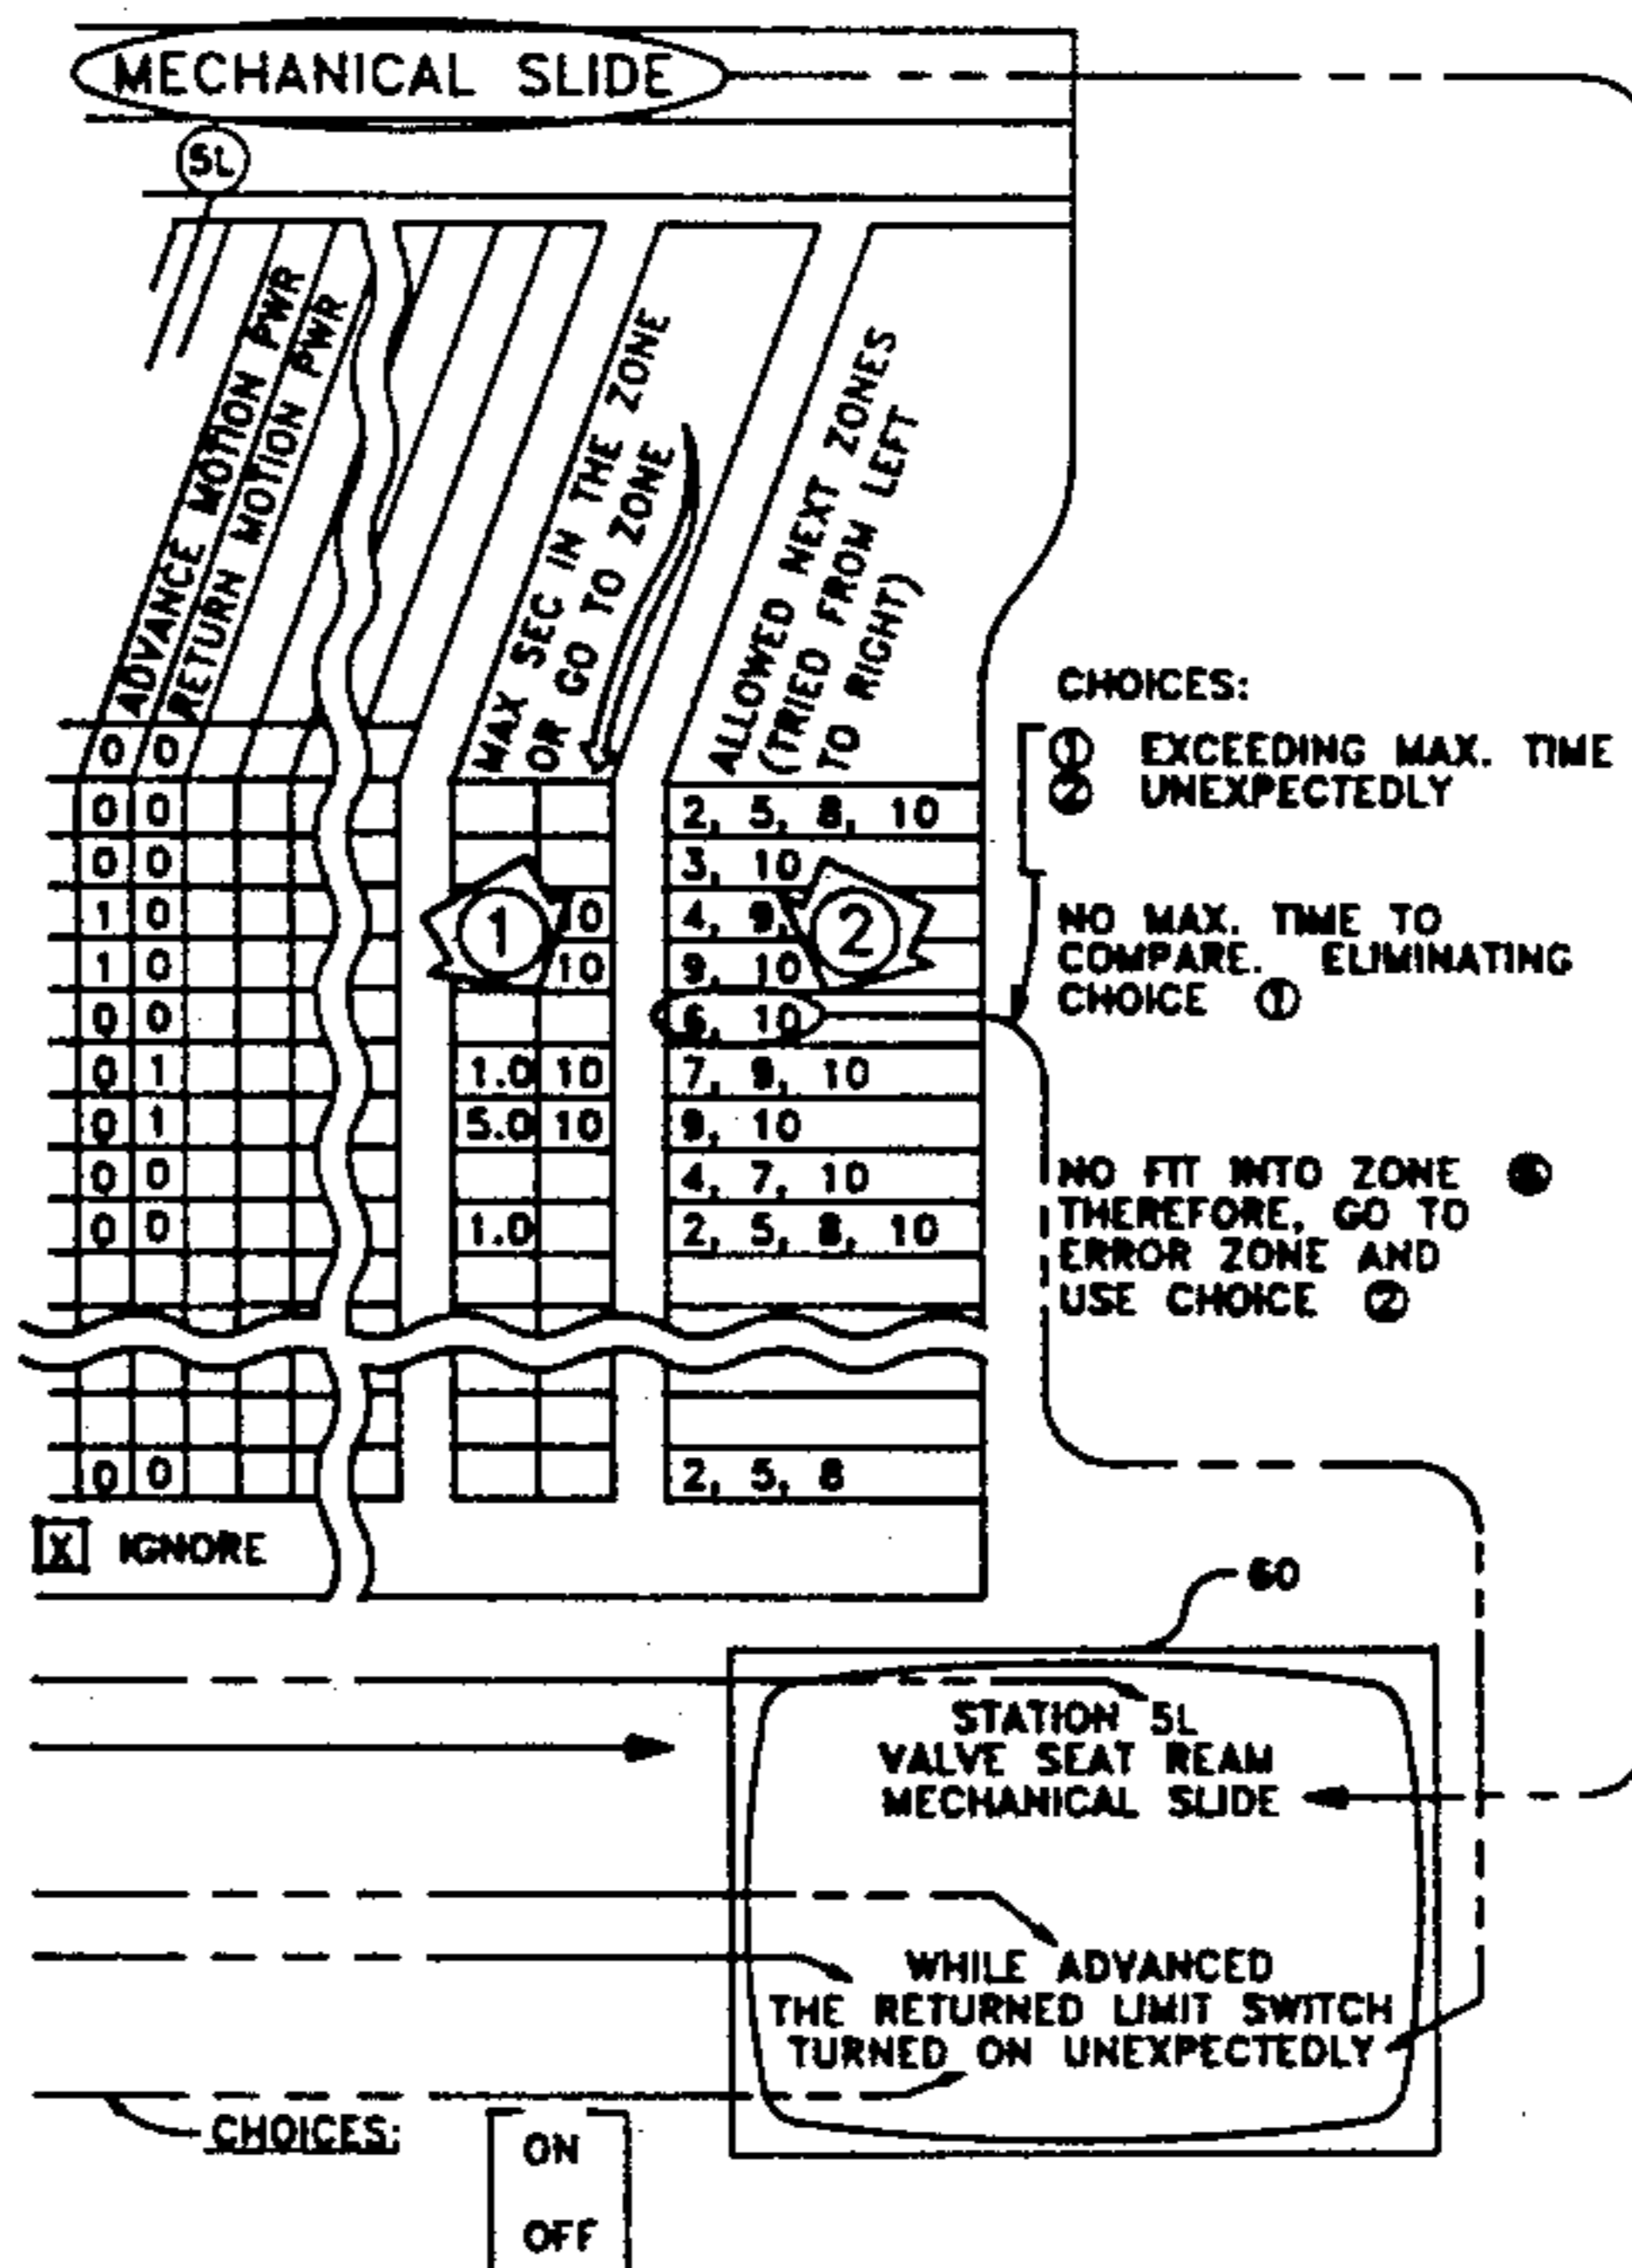 MECHANICAL SLIDE
5L
ADVANCE MOTION PWR
RETURN MOTION PWR
MAX SEC IN THE ZONE
OR GO TO ZONE
ALLOWED NEXT ZONES
(TRIED FROM LEFT
TO RIGHT)
0 0
0 0 2, 5, 8, 10
0 0 3, 10
1 0 10 4, 9,
1 0 10 9, 10
0 0 6, 10
0 1 1.0 10 7, 9, 10
0 1 5.0 10 9, 10
0 0 4, 7, 10
0 0 1.0 2, 5, 8, 10
0 0 2, 5, 8
1
2
X IGNORE
CHOICES:
1 EXCEEDING MAX. TIME
2 UNEXPECTEDLY
NO MAX. TIME TO
COMPARE. ELIMINATING
CHOICE 1
NO FIT INTO ZONE
THEREFORE, GO TO
ERROR ZONE AND
USE CHOICE 2
60
STATION 5L
VALVE SEAT REAM
MECHANICAL SLIDE
WHILE ADVANCED
THE RETURNED LIMIT SWITCH
TURNED ON UNEXPECTEDLY
CHOICES:
ON
OFF